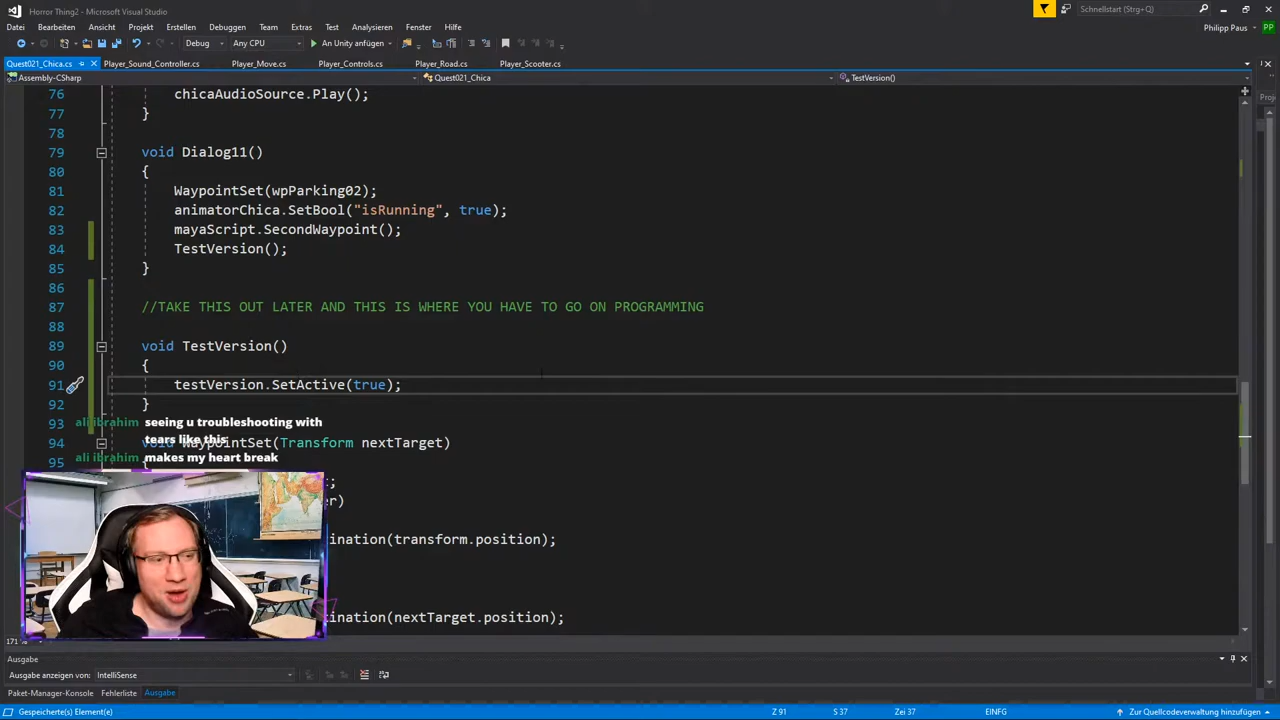 Horror Thing2 - Microsoft Visual Studio
Schnellstart (Strg+Q)
Datei Bearbeiten Ansicht Projekt Erstellen Debuggen Team Extras Test Analysieren Fenster Hilfe
Philipp Paus PP
Debug Any CPU An Unity anfügen
Quest021_Chica.cs Player_Sound_Controller.cs Player_Move.cs Player_Controls.cs Player_Road.cs Player_Scooter.cs
Assembly-CSharp Quest021_Chica TestVersion()
Proj
76 chicaAudioSource.Play();
77 }
78
79 void Dialog11()
80 {
81 WaypointSet(wpParking02);
82 animatorChica.SetBool("isRunning", true);
83 mayaScript.SecondWaypoint();
84 TestVersion();
85 }
86
87 //TAKE THIS OUT LATER AND THIS IS WHERE YOU HAVE TO GO ON PROGRAMMING
88
89 void TestVersion()
90 {
91 testVersion.SetActive(true);
92 }
93
ali ibrahim seeing u troubleshooting with
tears like this
94 void WaypointSet(Transform nextTarget)
ali ibrahim makes my heart break
95 {
;
r)
ination(transform.position);
ination(nextTarget.position);
171 %
Ausgabe
Ausgabe anzeigen von: IntelliSense
Paket-Manager-Konsole Fehlerliste Ausgabe
Gespeicherte(s) Element(e) Z 91 S 37 Zei 37 EINFG Zur Quellcodeverwaltung hinzufügen